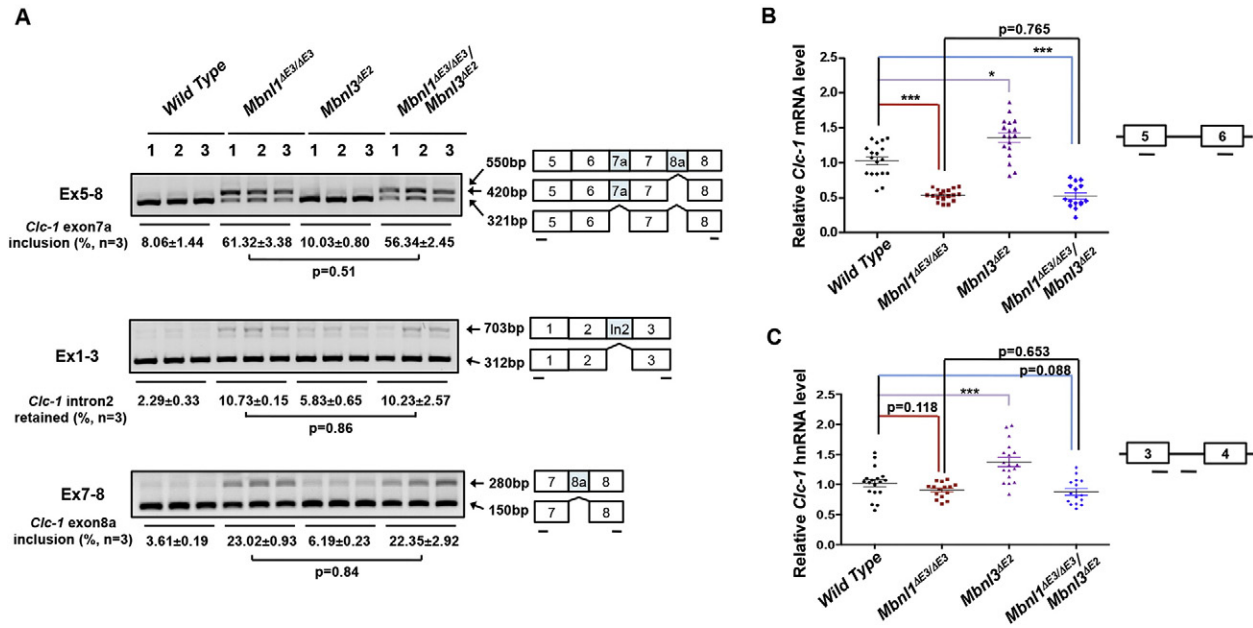 A
Wild Type
Mbnl1ΔE3/ΔE3
Mbnl3ΔE2
Mbnl1ΔE3/ΔE3/
Mbnl3ΔE2
1 2 3 1 2 3 1 2 3 1 2 3
Ex5-8
550bp
420bp
321bp
5 6 7a 7 8a 8
5 6 7a 7 8
5 6 7 8
Clc-1 exon7a
inclusion (%, n=3)
8.06±1.44 61.32±3.38 10.03±0.80 56.34±2.45
p=0.51
Ex1-3
703bp
312bp
1 2 In2 3
1 2 3
Clc-1 intron2
retained (%, n=3)
2.29±0.33 10.73±0.15 5.83±0.65 10.23±2.57
p=0.86
Ex7-8
280bp
150bp
7 8a 8
7 8
Clc-1 exon8a
inclusion (%, n=3)
3.61±0.19 23.02±0.93 6.19±0.23 22.35±2.92
p=0.84
B
p=0.765
***
*
***
Relative Clc-1 mRNA level
2.5
2.0
1.5
1.0
0.5
0.0
Wild Type
Mbnl1ΔE3/ΔE3
Mbnl3ΔE2
Mbnl1ΔE3/ΔE3/
Mbnl3ΔE2
5 6
C
p=0.653
p=0.088
***
p=0.118
Relative Clc-1 hnRNA level
2.5
2.0
1.5
1.0
0.5
0.0
Wild Type
Mbnl1ΔE3/ΔE3
Mbnl3ΔE2
Mbnl1ΔE3/ΔE3/
Mbnl3ΔE2
3 4